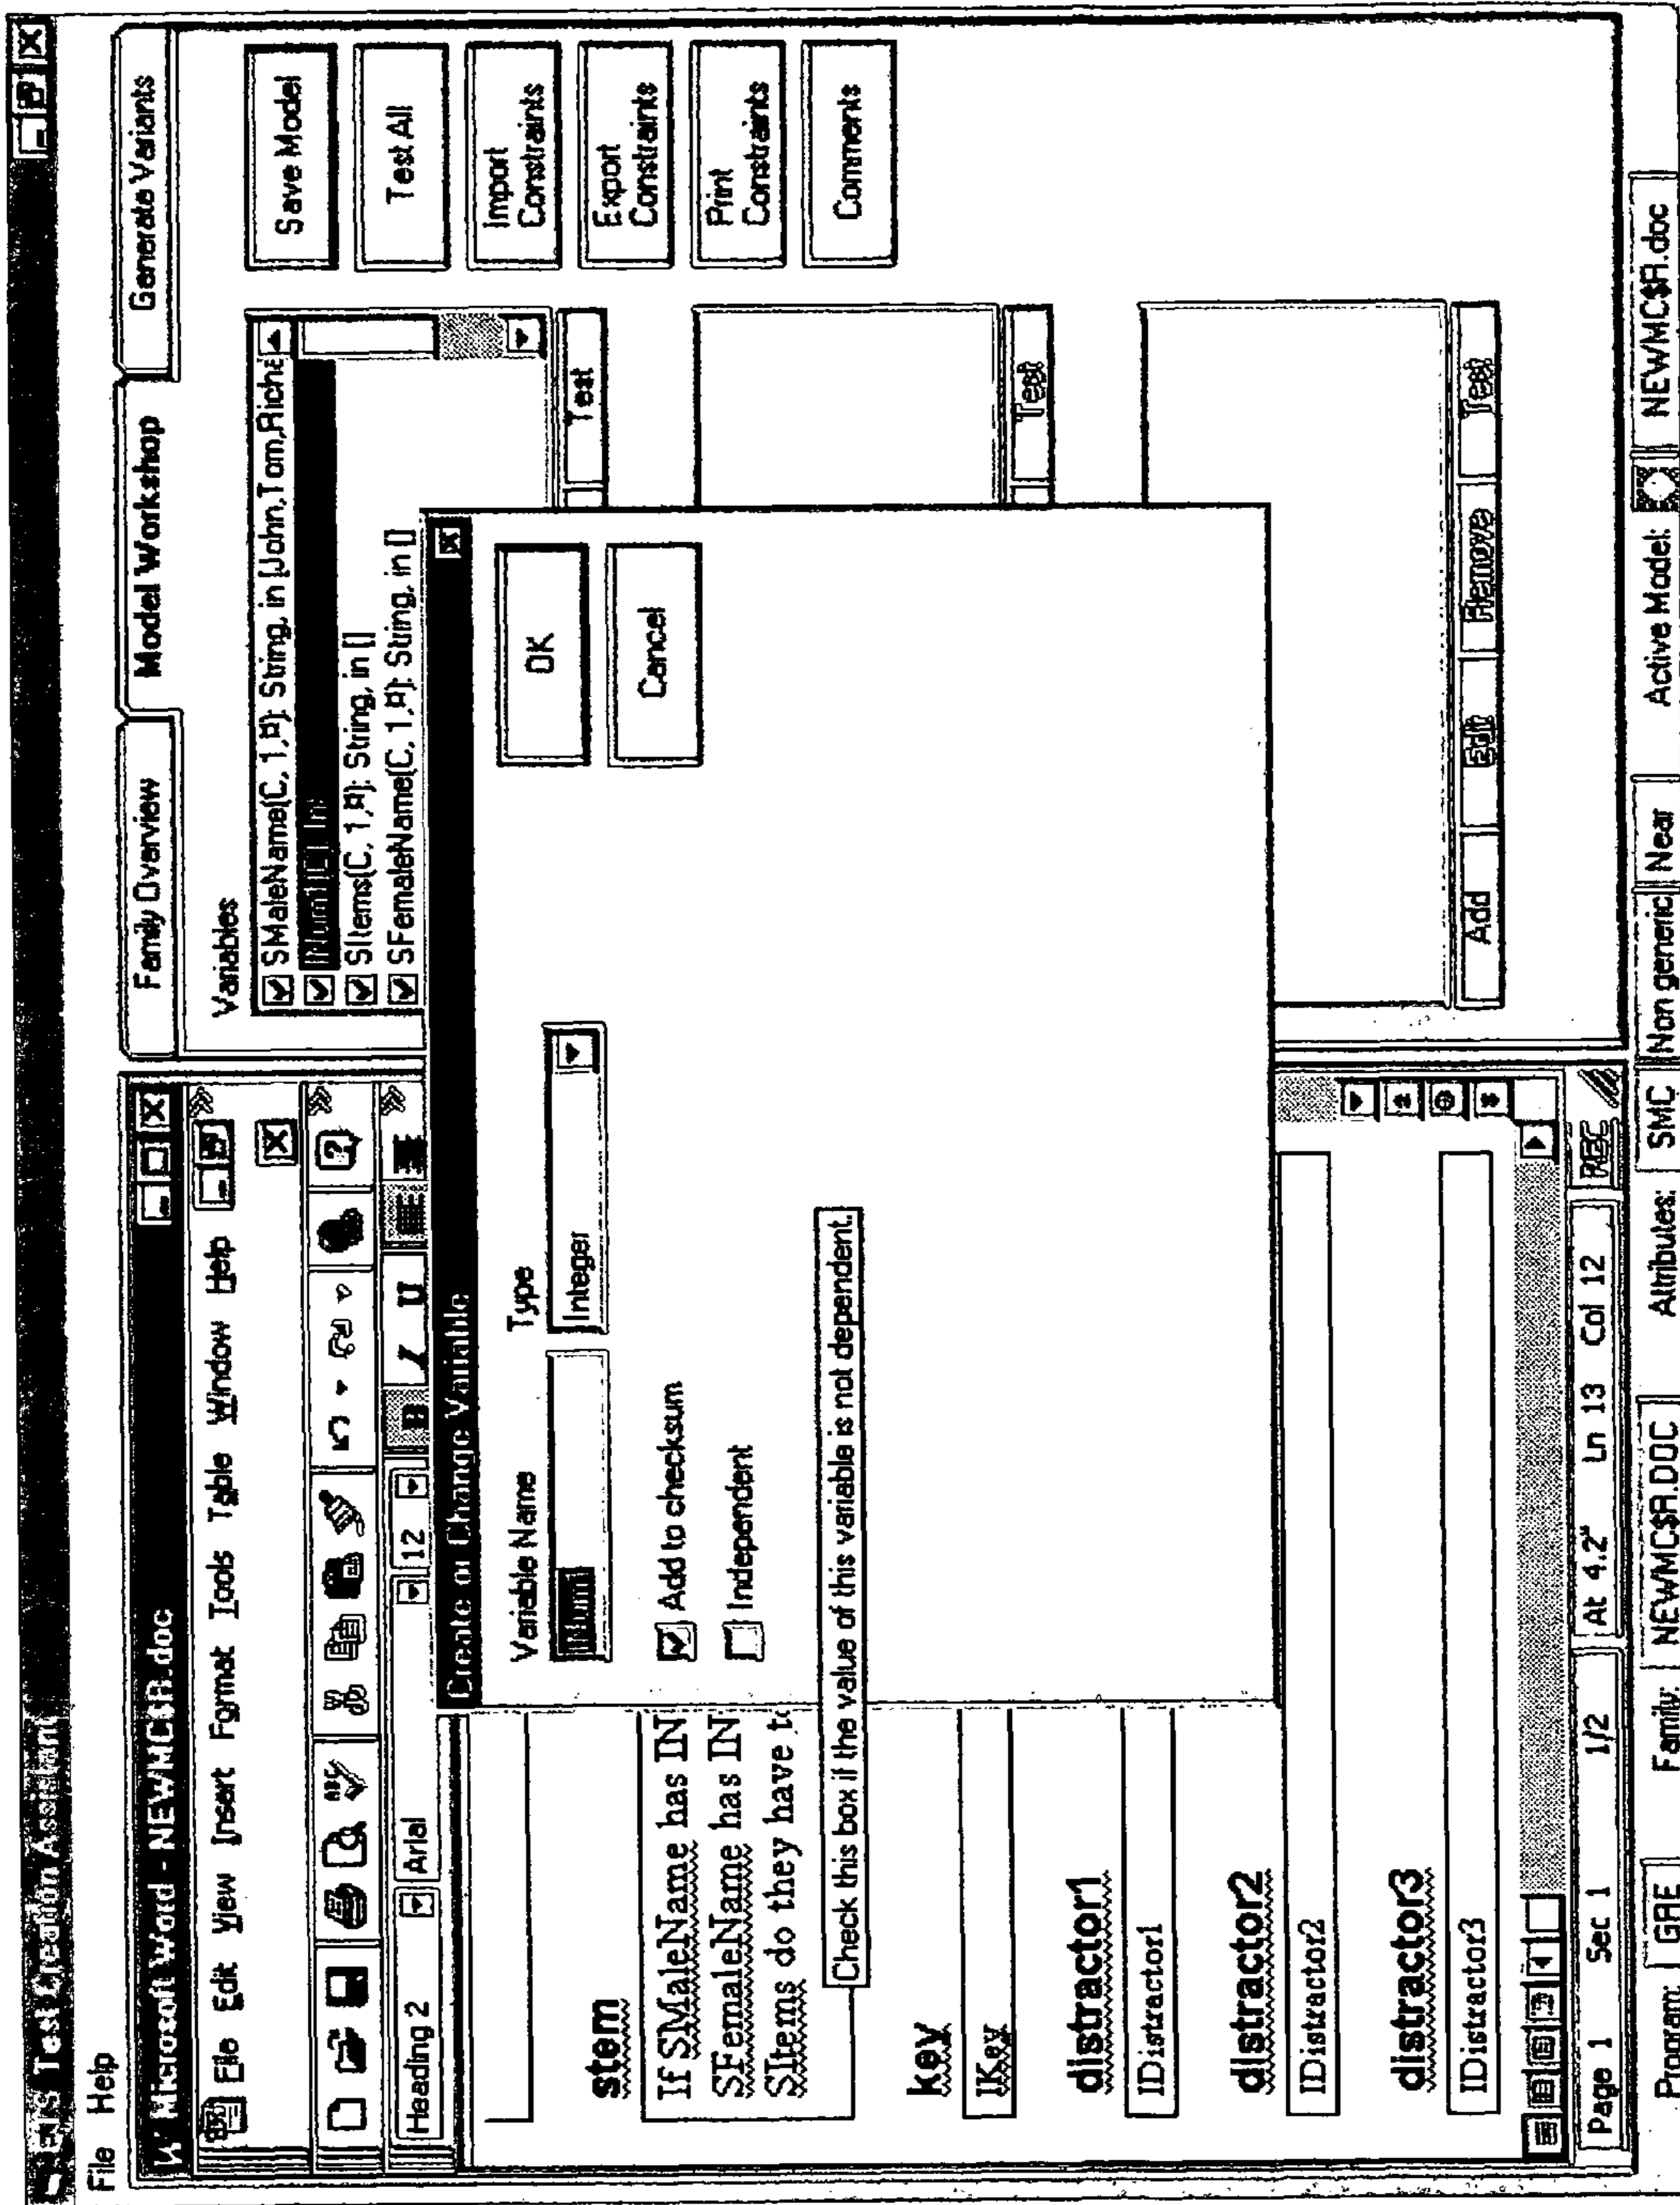 ETS Test Creation Assistant
File Help
Microsoft Word - NEWMC$R.doc
File Edit View Insert Format Tools Table Window Help
Heading 2 Arial 12 B I U
stem
If SMaleName has IN
SFemaleName has IN
SItems do they have to
key
IKey
distractor1
IDistractor1
distractor2
IDistractor2
distractor3
IDistractor3
Page 1 Sec 1 1/2 At 4.2" Ln 13 Col 12 REC
Family Overview Model Workshop Generate Variants
Variables
SMaleName(C, 1,¤): String, in [John,Tom,Richa
SItems(C, 1,¤): String, in []
SFemaleName(C, 1,¤): String, in []
Test
Test
Add Edit Remove Test
Save Model
Test All
Import
Constraints
Export
Constraints
Print
Constraints
Comments
Create or Change Variable
Variable Name Type
Integer
Add to checksum
Independent
Check this box if the value of this variable is not dependent.
OK
Cancel
Program: GRE Family: NEWMC$R.DOC Attributes: SMC Non generic Near Active Model: NEWMC$R.doc